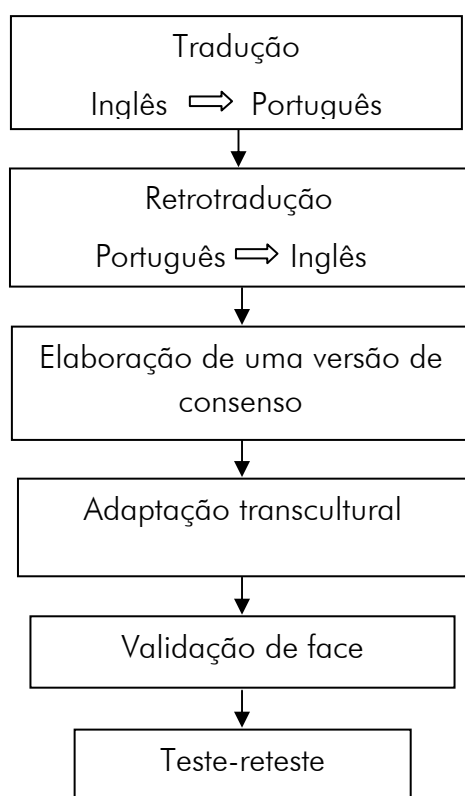 Tradução
Inglês ⇨ Português
Retrotradução
Português ⇨ Inglês
Elaboração de uma versão de
consenso
Adaptação transcultural
Validação de face
Teste-reteste